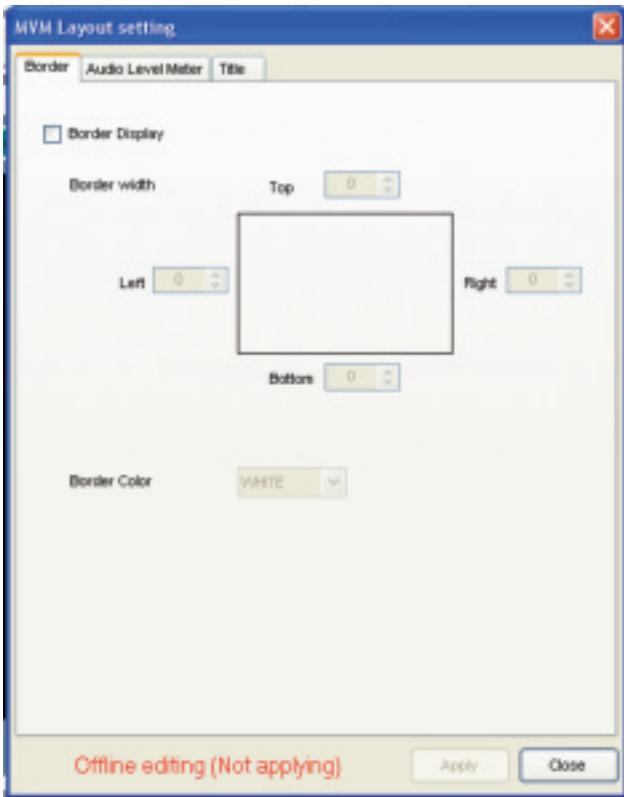 MVM Layout setting
Border Audio Level Meter Title
Border Display
Border width Top 0
Left 0 Right 0
Bottom 0
Border Color WHITE
Offline editing (Not applying) Apply Close